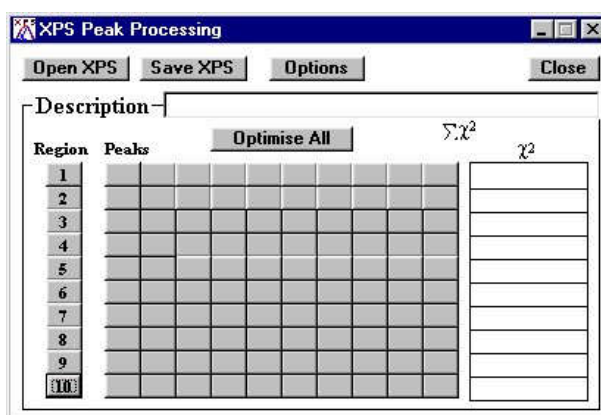 XPS Peak Processing
Open XPS Save XPS Options Close
Description
Optimise All Σχ²
Region Peaks χ²
1
2
3
4
5
6
7
8
9
10